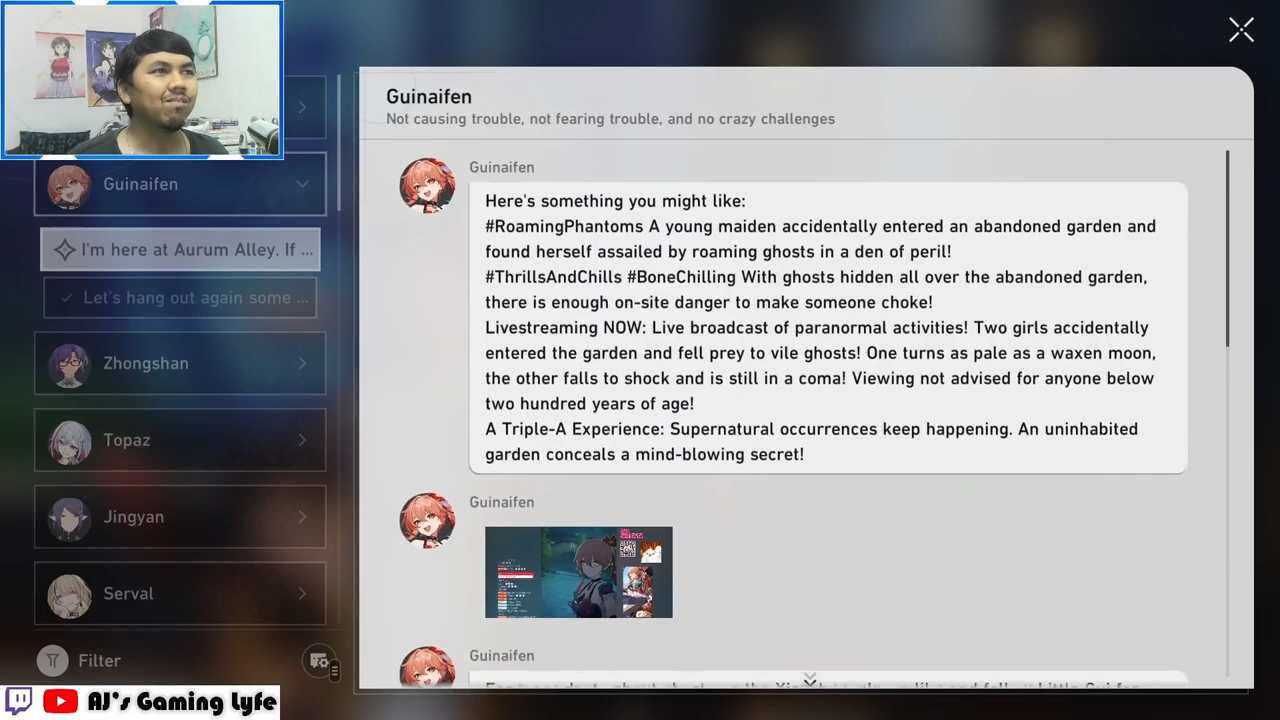 Guinaifen
Not causing trouble, not fearing trouble, and no crazy challenges
Guinaifen
I'm here at Aurum Alley. If ...
Let's hang out again some ...
Zhongshan
Topaz
Jingyan
Serval
Filter
Guinaifen
Here's something you might like:
#RoamingPhantoms A young maiden accidentally entered an abandoned garden and
found herself assailed by roaming ghosts in a den of peril!
#ThrillsAndChills #BoneChilling With ghosts hidden all over the abandoned garden,
there is enough on-site danger to make someone choke!
Livestreaming NOW: Live broadcast of paranormal activities! Two girls accidentally
entered the garden and fell prey to vile ghosts! One turns as pale as a waxen moon,
the other falls to shock and is still in a coma! Viewing not advised for anyone below
two hundred years of age!
A Triple-A Experience: Supernatural occurrences keep happening. An uninhabited
garden conceals a mind-blowing secret!
Guinaifen
Guinaifen
AJ's Gaming Lyfe